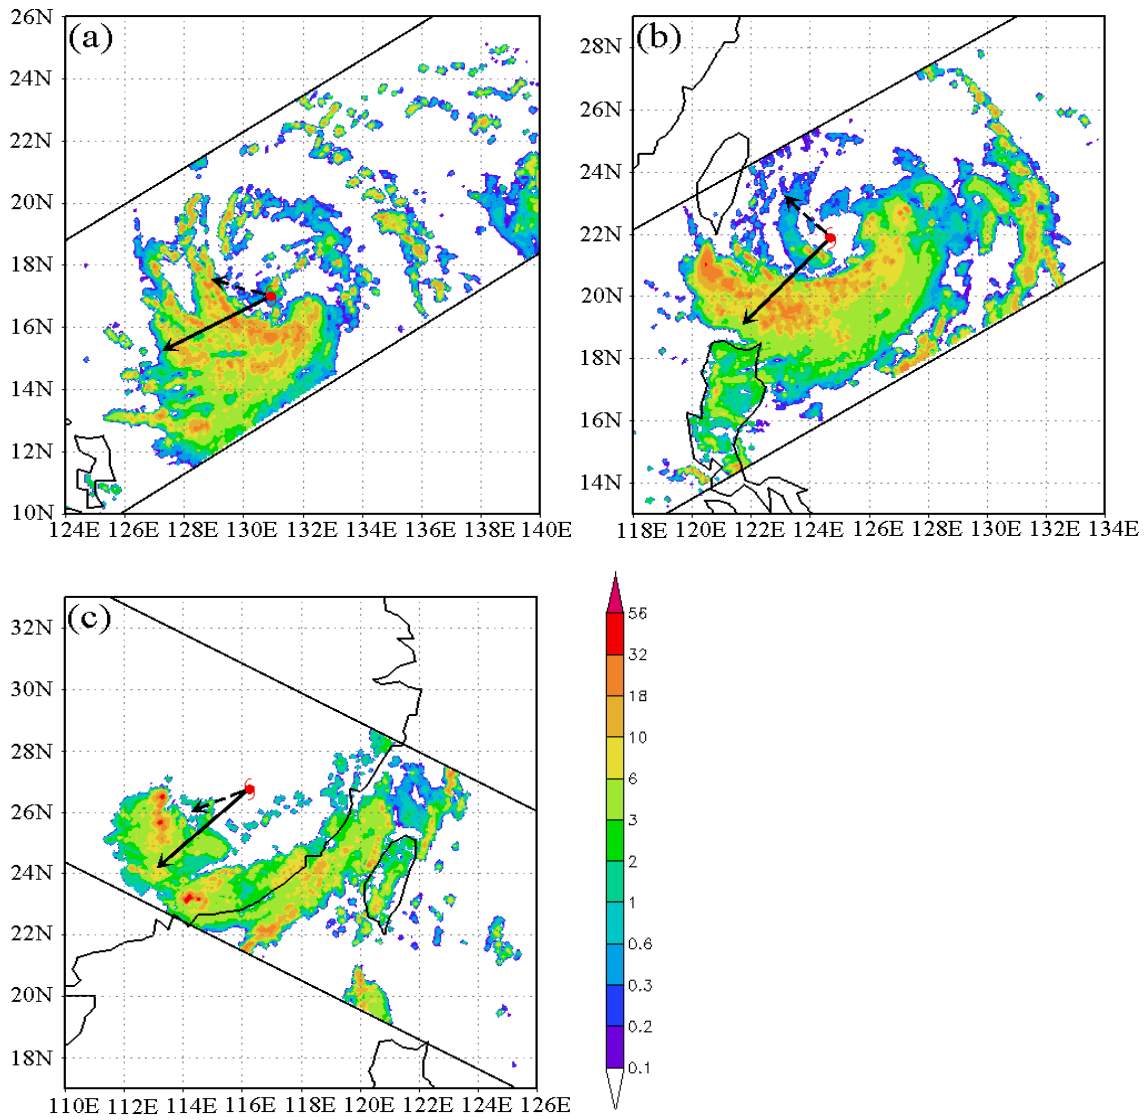 (a)
26N
24N
22N
20N
18N
16N
14N
12N
10N
124E 126E 128E 130E 132E 134E 136E 138E 140E
(b)
28N
26N
24N
22N
20N
18N
16N
14N
118E 120E 122E 124E 126E 128E 130E 132E 134E
(c)
32N
30N
28N
26N
24N
22N
20N
18N
110E 112E 114E 116E 118E 120E 122E 124E 126E
56
32
18
10
6
3
2
1
0.6
0.3
0.2
0.1